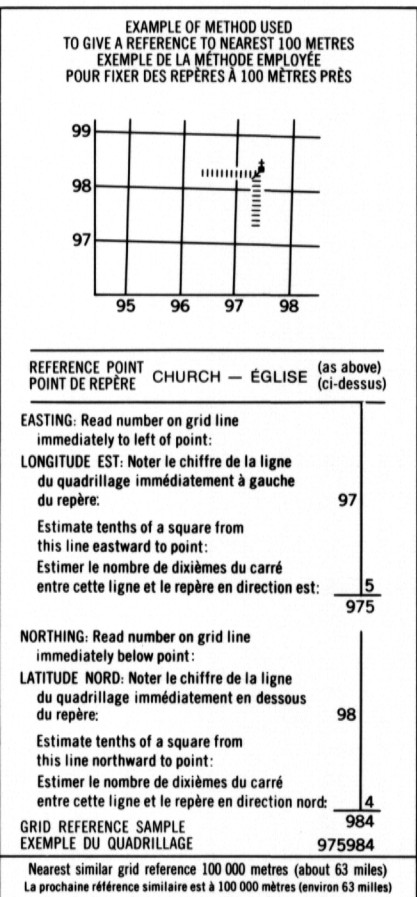 EXAMPLE OF METHOD USED
TO GIVE A REFERENCE TO NEAREST 100 METRES
EXEMPLE DE LA MÉTHODE EMPLOYÉE
POUR FIXER DES REPÈRES À 100 MÈTRES PRÈS
99
98
97
95 96 97 98
REFERENCE POINT
POINT DE REPÈRE
CHURCH — ÉGLISE
(as above)
(ci-dessus)
EASTING: Read number on grid line
immediately to left of point:
LONGITUDE EST: Noter le chiffre de la ligne
du quadrillage immédiatement à gauche
du repère: 97
Estimate tenths of a square from
this line eastward to point:
Estimer le nombre de dixièmes du carré
entre cette ligne et le repère en direction est: 5
975
NORTHING: Read number on grid line
immediately below point:
LATITUDE NORD: Noter le chiffre de la ligne
du quadrillage immédiatement en dessous
du repère: 98
Estimate tenths of a square from
this line northward to point:
Estimer le nombre de dixièmes du carré
entre cette ligne et le repère en direction nord: 4
984
GRID REFERENCE SAMPLE
EXEMPLE DU QUADRILLAGE 975984
Nearest similar grid reference 100 000 metres (about 63 miles)
La prochaine référence similaire est à 100 000 mètres (environ 63 milles)